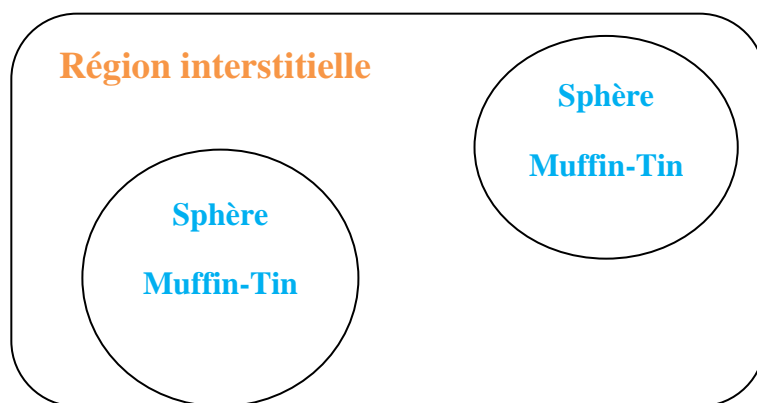 Région interstitielle
Sphère
Muffin-Tin
Sphère
Muffin-Tin